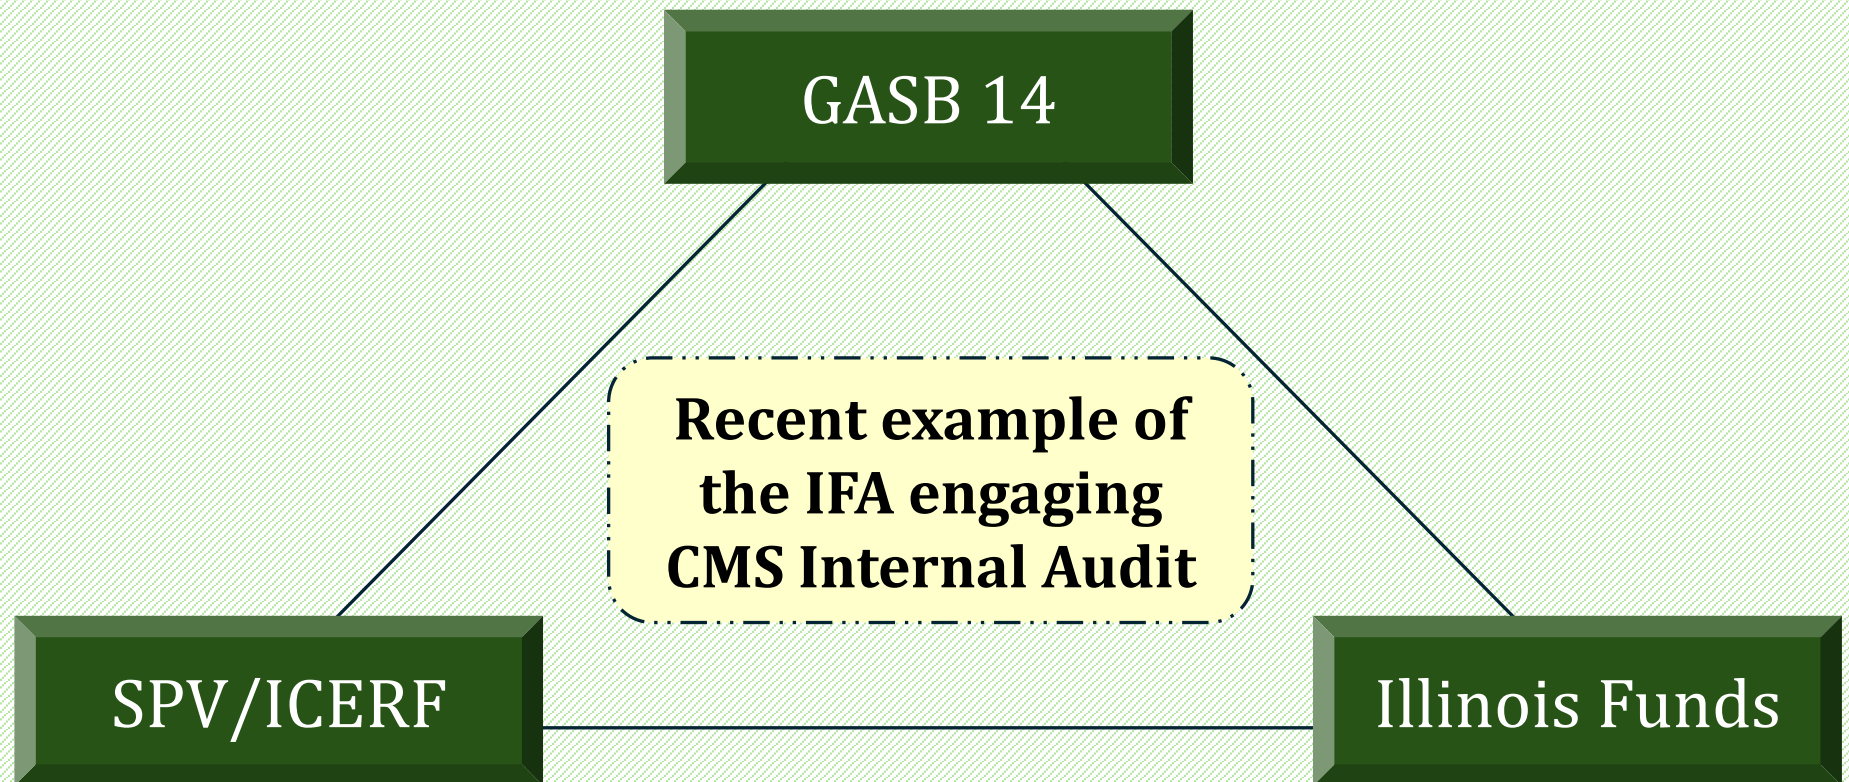 GASB 14
Recent example of
the IFA engaging
CMS Internal Audit
SPV/ICERF
Illinois Funds